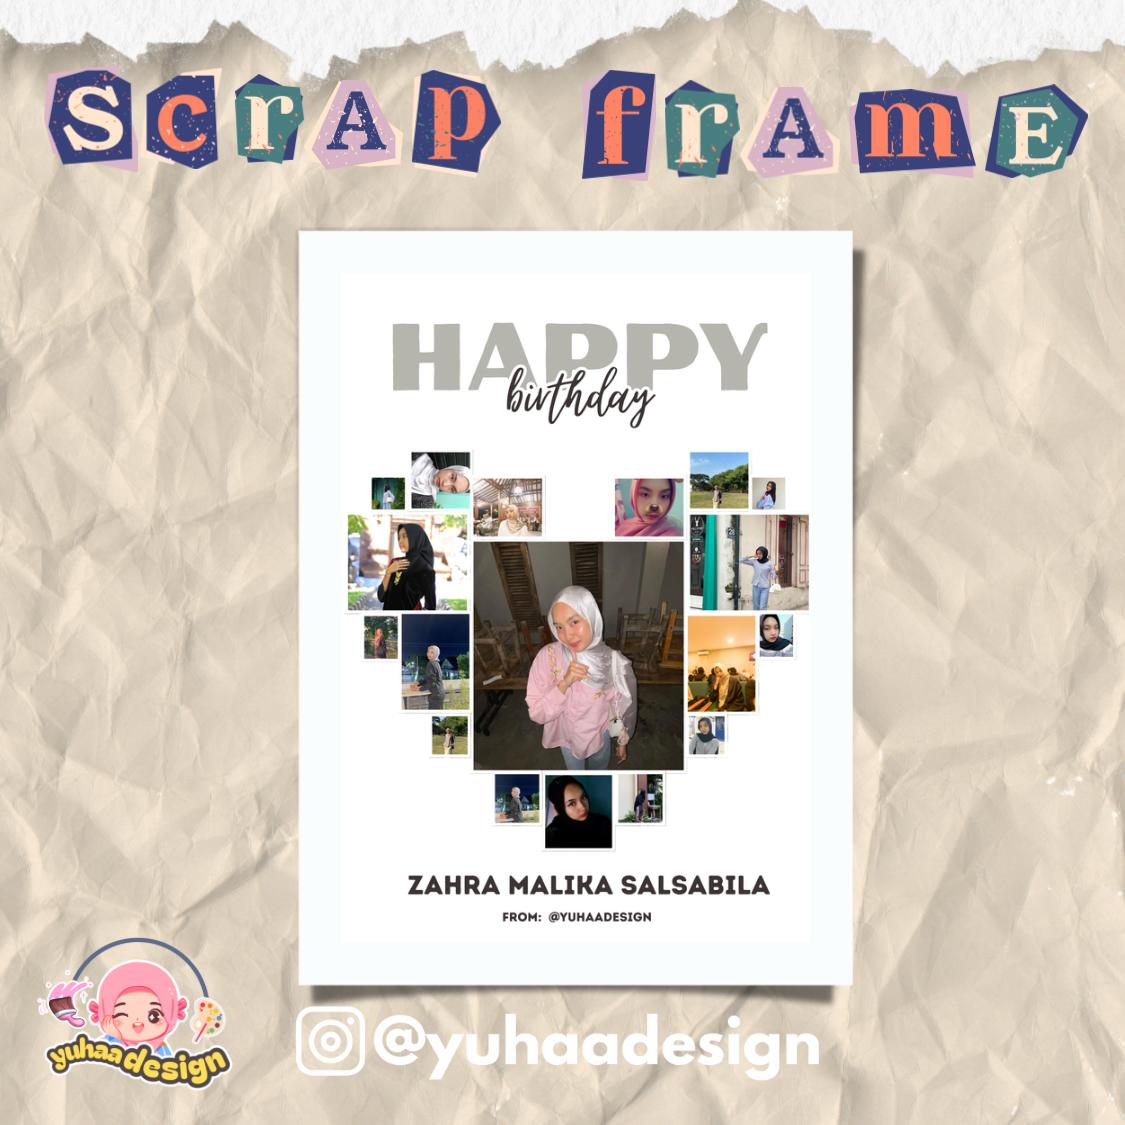 scrAp frAmE
HAPPY
birthday
ZAHRA MALIKA SALSABILA
FROM: @YUHAADESIGN
yuhaadesign
@yuhaadesign